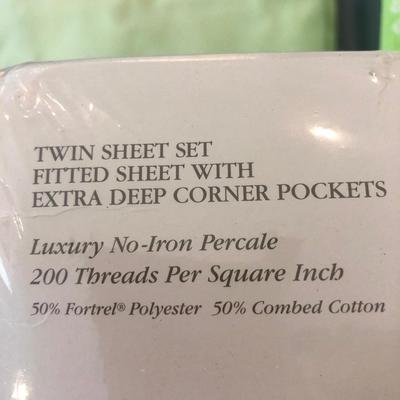 TWIN SHEET SET
FITTED SHEET WITH
EXTRA DEEP CORNER POCKETS
Luxury No-Iron Percale
200 Threads Per Square Inch
50% Fortrel® Polyester 50% Combed Cotton